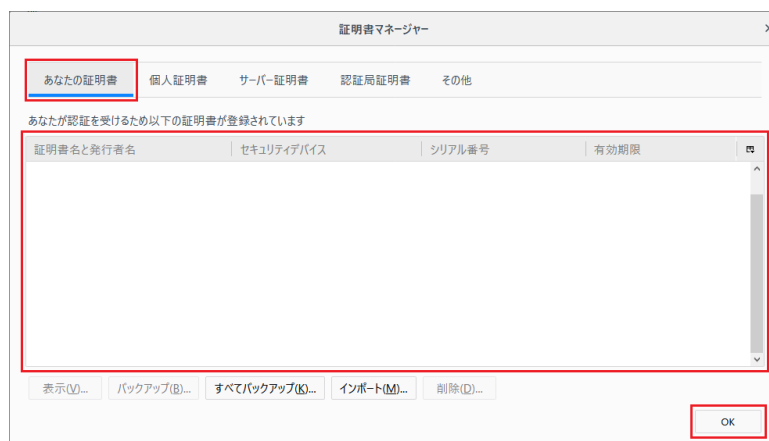 証明書マネージャー
あなたの証明書 個人証明書 サーバー証明書 認証局証明書 その他
あなたが認証を受けるため以下の証明書が登録されています
証明書名と発行者名 セキュリティデバイス シリアル番号 有効期限
表示(V)... バックアップ(B)... すべてバックアップ(K)... インポート(M)... 削除(D)...
OK